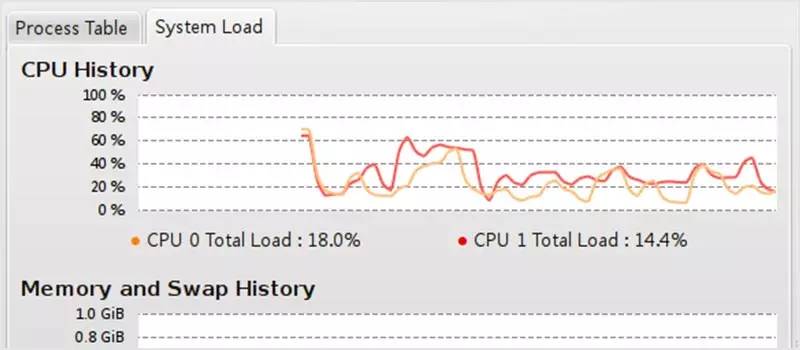 Process Table
System Load
CPU History
100 %
80 %
60 %
40 %
20 %
0 %
CPU 0 Total Load : 18.0%
CPU 1 Total Load : 14.4%
Memory and Swap History
1.0 GiB
0.8 GiB